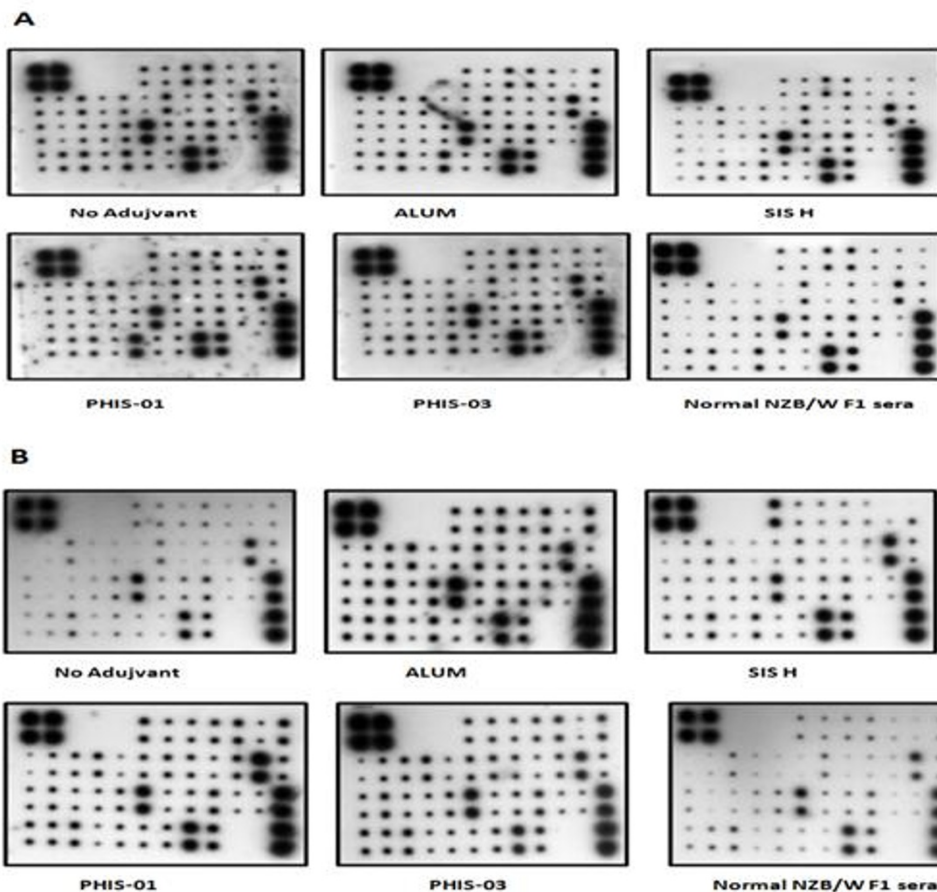 A
No Adujvant
ALUM
SIS H
PHIS-01
PHIS-03
Normal NZB/W F1 sera
B
No Adujvant
ALUM
SIS H
PHIS-01
PHIS-03
Normal NZB/W F1 sera